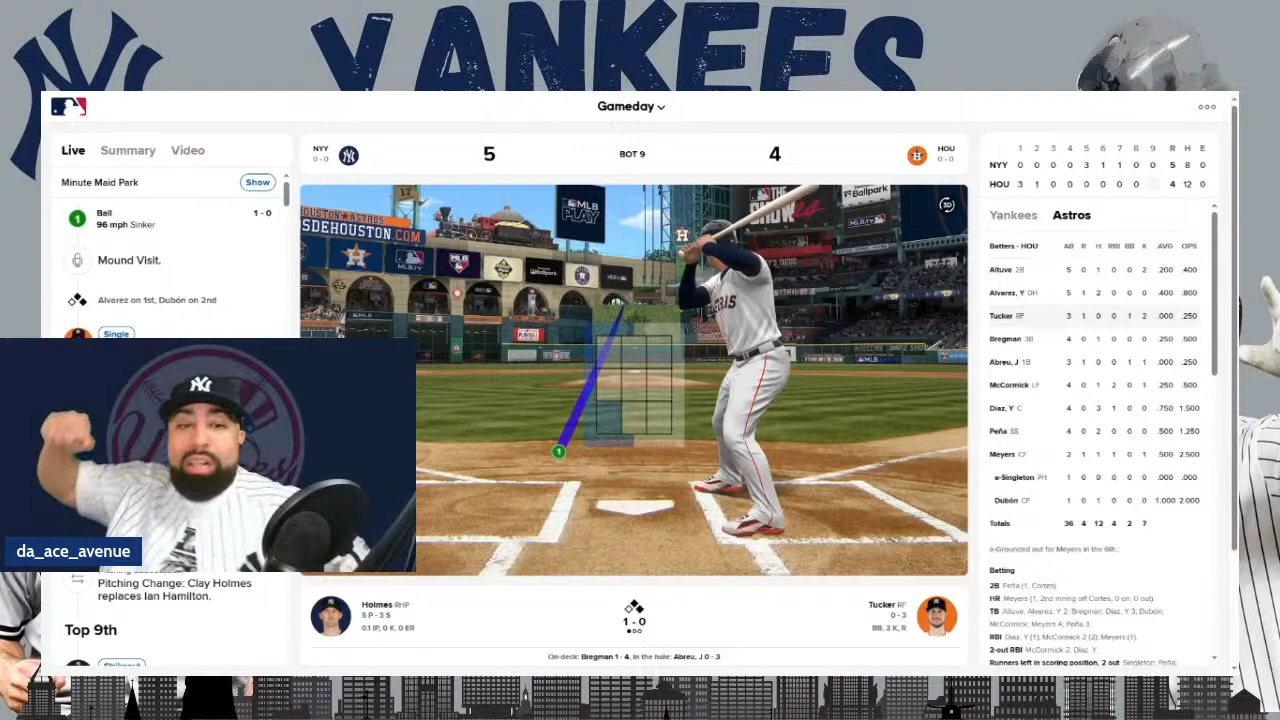 YANKEES
Gameday
Live Summary Video
Minute Maid Park
Show
1
Ball
1 - 0
96 mph Sinker
Mound Visit.
Alvarez on 1st, Dubón on 2nd
Single
da_ace_avenue
Pitching Change: Clay Holmes
replaces Ian Hamilton.
Top 9th
NYY
0 - 0
5
BOT 9
4
HOU
0 - 0
SDEHOUSTON.COM
MLB
PLAY
Ballpark
1
Holmes RHP
5 P - 3 S
0.1 IP, 0 K, 0 ER
1 - 0
Tucker RF
0 - 3
BB, 2 K, R
On deck: Bregman 1 - 4, In the hole: Abreu, J 0 - 3
1 2 3 4 5 6 7 8 9 R H E
NYY 0 0 0 0 3 1 1 0 0 5 8 0
HOU 3 1 0 0 0 0 0 0 4 12 0
Yankees Astros
Batters - HOU AB R H RBI BB K AVG OPS
Altuve 2B 5 0 1 0 0 2 .200 .400
Alvarez, Y DH 5 1 2 0 0 0 .400 .800
Tucker RF 3 1 0 0 1 2 .000 .250
Bregman 3B 4 0 1 0 0 0 .250 .500
Abreu, J 1B 3 1 0 0 1 1 .000 .250
McCormick LF 4 0 1 2 0 1 .250 .500
Diaz, Y C 4 0 3 1 0 0 .750 1.500
Peña SS 4 0 2 0 0 0 .500 1.250
Meyers CF 2 1 1 1 0 1 .500 2.500
a-Singleton PH 1 0 0 0 0 0 .000 .000
Dubón CF 1 0 1 0 0 0 1.000 2.000
Totals 36 4 12 4 2 7
a-Grounded out for Meyers in the 6th.
Batting
2B Peña (1, Cortes).
HR Meyers (1, 2nd inning off Cortes, 0 on, 0 out).
TB Altuve; Alvarez, Y 2; Bregman; Diaz, Y 3; Dubón;
McCormick; Meyers 4; Peña 3.
RBI Diaz, Y (1); McCormick 2 (2); Meyers (1).
2-out RBI McCormick 2; Diaz, Y.
Runners left in scoring position, 2 out Singleton; Peña;